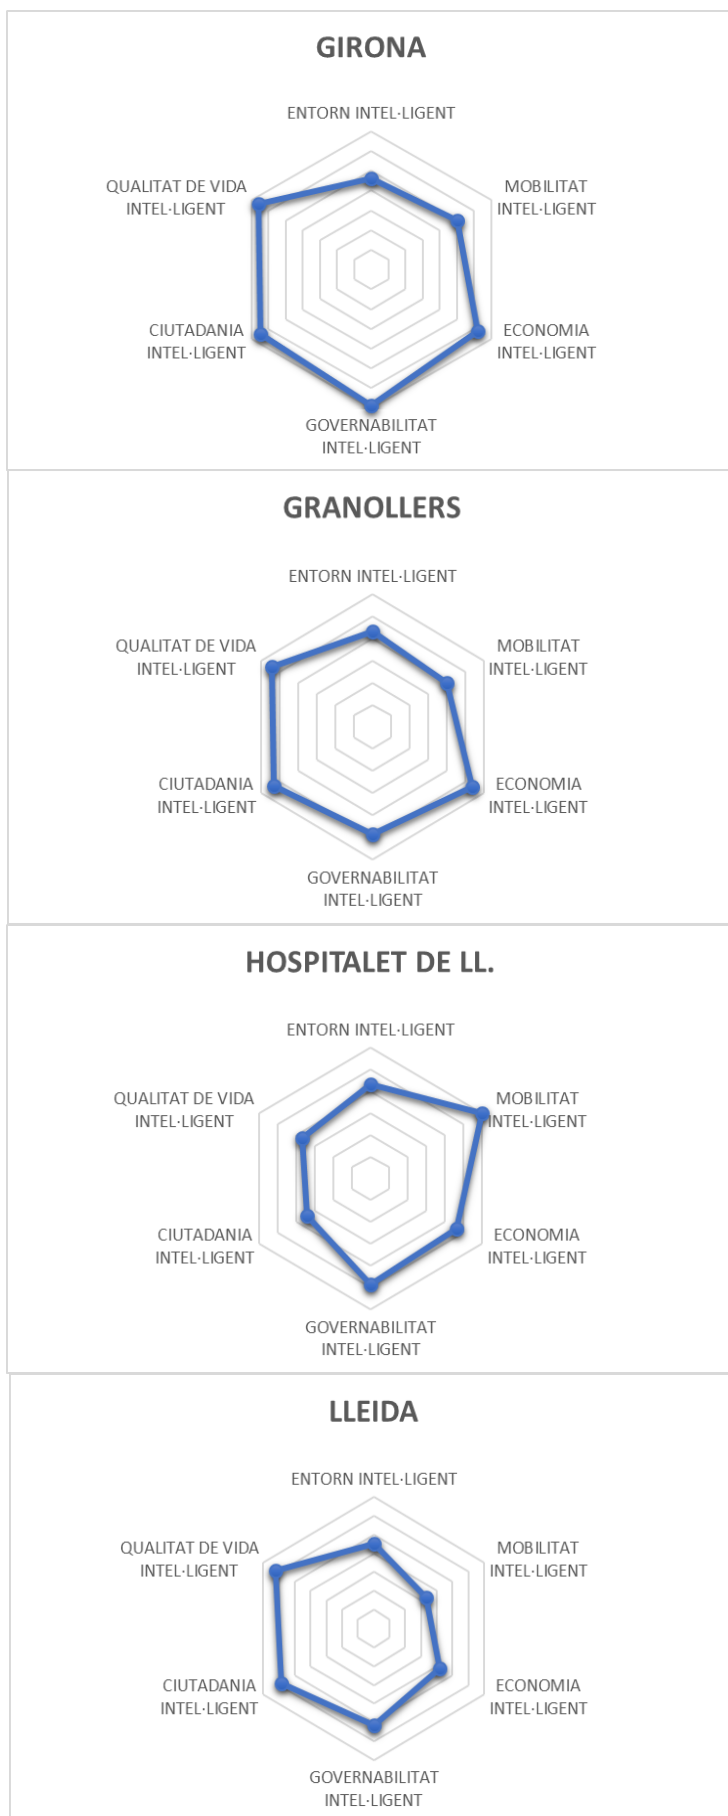 GIRONA
ENTORN INTEL·LIGENT
QUALITAT DE VIDA
INTEL·LIGENT
MOBILITAT
INTEL·LIGENT
CIUTADANIA
INTEL·LIGENT
ECONOMIA
INTEL·LIGENT
GOVERNABILITAT
INTEL·LIGENT
GRANOLLERS
ENTORN INTEL·LIGENT
QUALITAT DE VIDA
INTEL·LIGENT
MOBILITAT
INTEL·LIGENT
CIUTADANIA
INTEL·LIGENT
ECONOMIA
INTEL·LIGENT
GOVERNABILITAT
INTEL·LIGENT
HOSPITALET DE LL.
ENTORN INTEL·LIGENT
QUALITAT DE VIDA
INTEL·LIGENT
MOBILITAT
INTEL·LIGENT
CIUTADANIA
INTEL·LIGENT
ECONOMIA
INTEL·LIGENT
GOVERNABILITAT
INTEL·LIGENT
LLEIDA
ENTORN INTEL·LIGENT
QUALITAT DE VIDA
INTEL·LIGENT
MOBILITAT
INTEL·LIGENT
CIUTADANIA
INTEL·LIGENT
ECONOMIA
INTEL·LIGENT
GOVERNABILITAT
INTEL·LIGENT